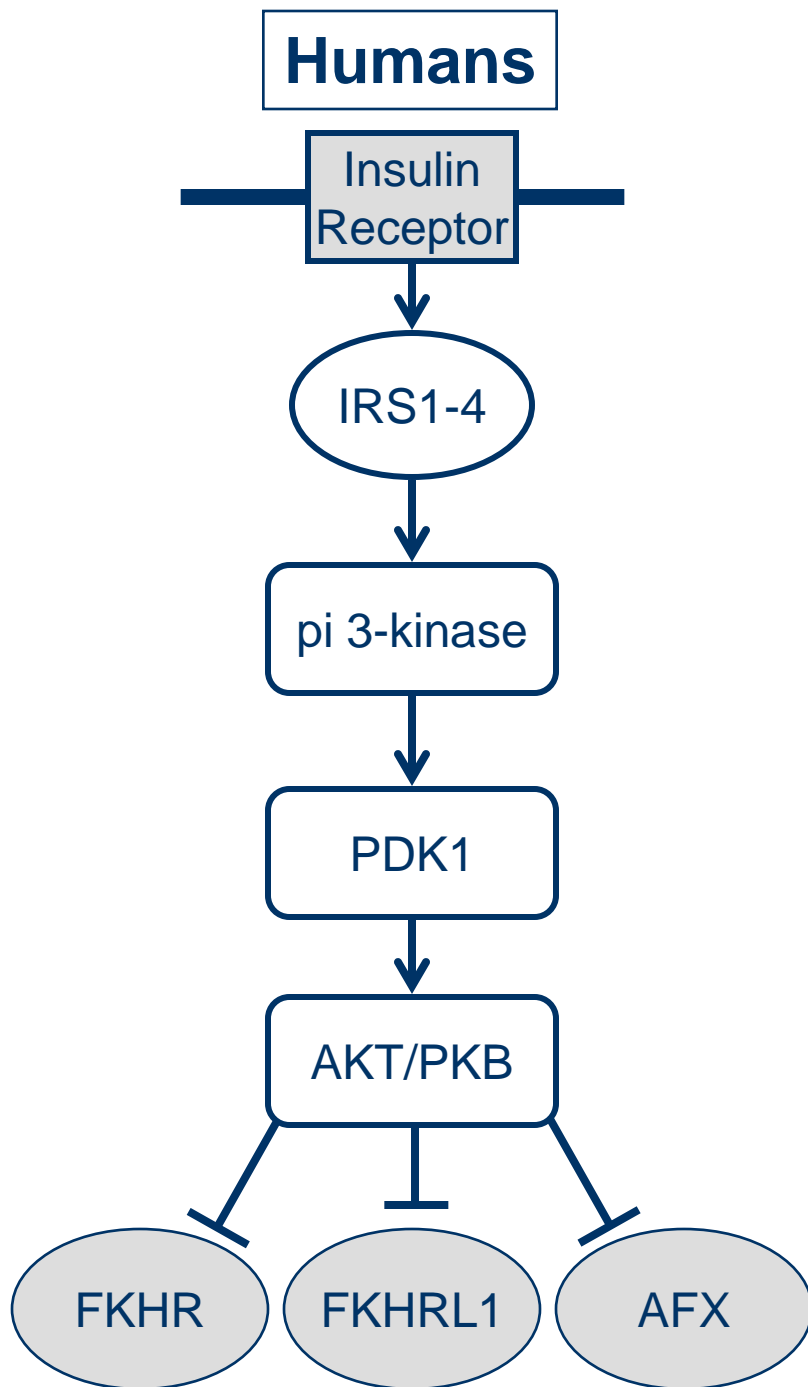 Humans
Insulin
Receptor
IRS1-4
pi 3-kinase
PDK1
AKT/PKB
FKHR
FKHRL1
AFX